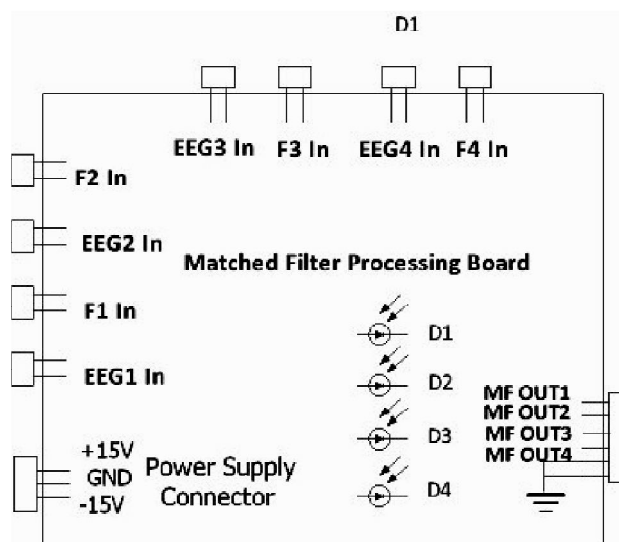 D1
EEG3 In F3 In EEG4 In F4 In
F2 In
EEG2 In
Matched Filter Processing Board
F1 In
D1
EEG1 In
D2
MF OUT1
MF OUT2
D3
MF OUT3
MF OUT4
+15V
GND
-15V
Power Supply
Connector
D4